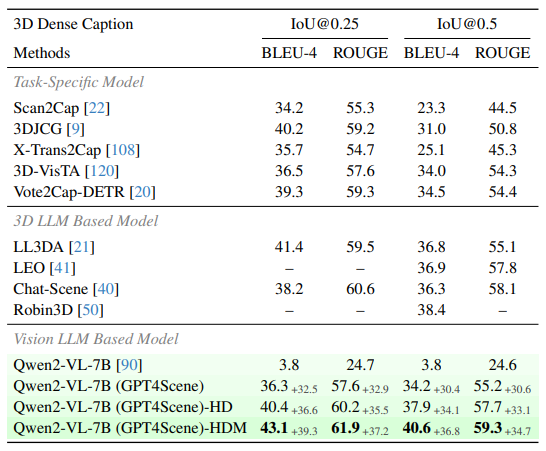 3D Dense Caption IoU@0.25 IoU@0.5
Methods BLEU-4 ROUGE BLEU-4 ROUGE
Task-Specific Model
Scan2Cap [22] 34.2 55.3 23.3 44.5
3DJCG [9] 40.2 59.2 31.0 50.8
X-Trans2Cap [108] 35.7 54.7 25.1 45.3
3D-VisTA [120] 36.5 57.6 34.0 54.3
Vote2Cap-DETR [20] 39.3 59.3 34.5 54.4
3D LLM Based Model
LL3DA [21] 41.4 59.5 36.8 55.1
LEO [41] – – 36.9 57.8
Chat-Scene [40] 38.2 60.6 36.3 58.1
Robin3D [50] – – 38.4 –
Vision LLM Based Model
Qwen2-VL-7B [90] 3.8 24.7 3.8 24.6
Qwen2-VL-7B (GPT4Scene) 36.3 +32.5 57.6 +32.9 34.2 +30.4 55.2 +30.6
Qwen2-VL-7B (GPT4Scene)-HD 40.4 +36.6 60.2 +35.5 37.9 +34.1 57.7 +33.1
Qwen2-VL-7B (GPT4Scene)-HDM 43.1 +39.3 61.9 +37.2 40.6 +36.8 59.3 +34.7